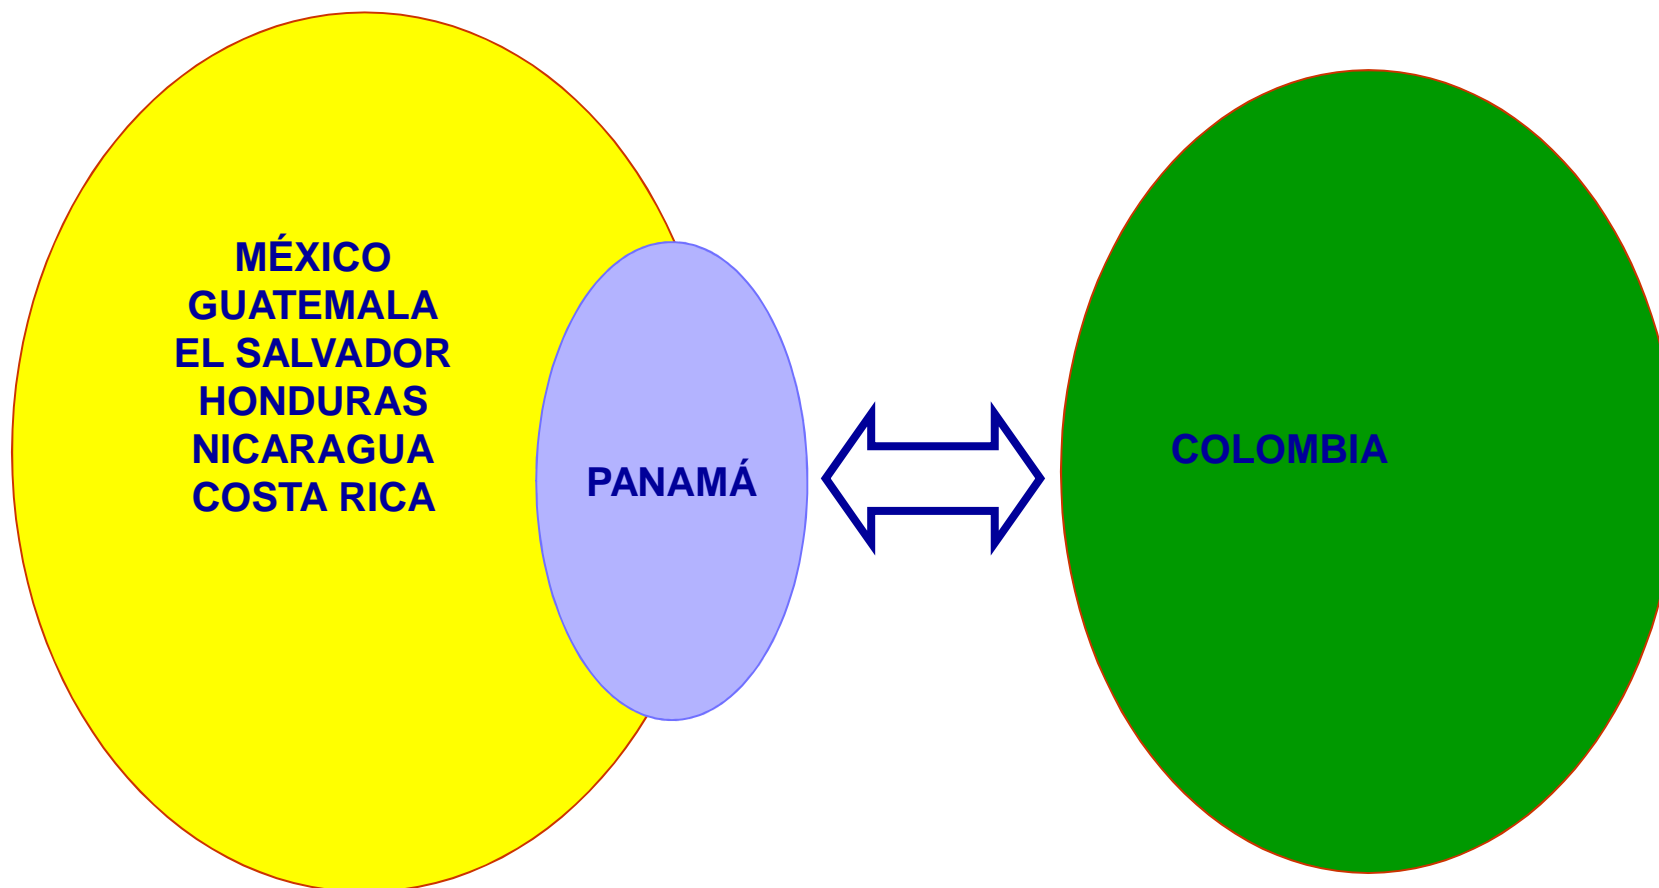 MÉXICO
GUATEMALA
EL SALVADOR
HONDURAS
NICARAGUA
COSTA RICA
PANAMÁ
COLOMBIA